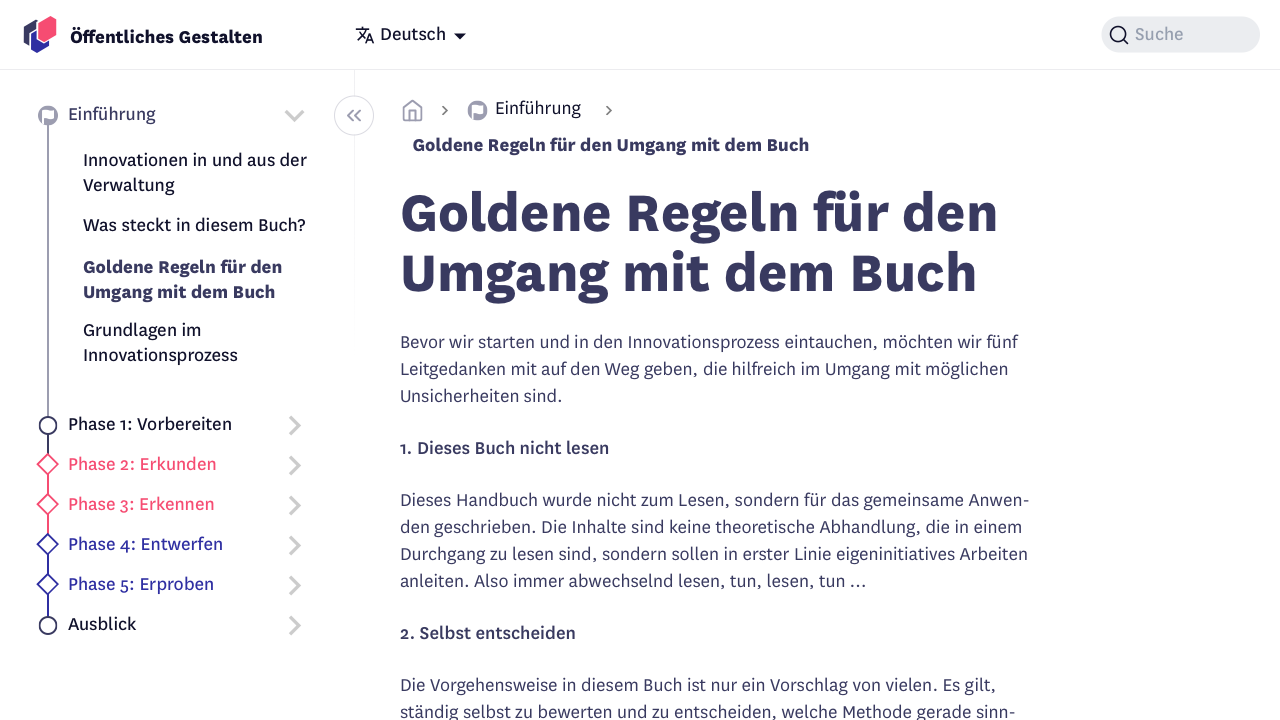 Öffentliches Gestalten
Deutsch
Suche
Einführung
Innovationen in und aus der
Verwaltung
Was steckt in diesem Buch?
Goldene Regeln für den
Umgang mit dem Buch
Grundlagen im
Innovationsprozess
Phase 1: Vorbereiten
Phase 2: Erkunden
Phase 3: Erkennen
Phase 4: Entwerfen
Phase 5: Erproben
Ausblick
Einführung
Goldene Regeln für den Umgang mit dem Buch
Goldene Regeln für den
Umgang mit dem Buch
Bevor wir starten und in den Innovationsprozess eintauchen, möchten wir fünf
Leitgedanken mit auf den Weg geben, die hilfreich im Umgang mit möglichen
Unsicherheiten sind.
1. Dieses Buch nicht lesen
Dieses Handbuch wurde nicht zum Lesen, sondern für das gemeinsame Anwen-
den geschrieben. Die Inhalte sind keine theoretische Abhandlung, die in einem
Durchgang zu lesen sind, sondern sollen in erster Linie eigeninitiatives Arbeiten
anleiten. Also immer abwechselnd lesen, tun, lesen, tun …
2. Selbst entscheiden
Die Vorgehensweise in diesem Buch ist nur ein Vorschlag von vielen. Es gilt,
ständig selbst zu bewerten und zu entscheiden, welche Methode gerade sinn-